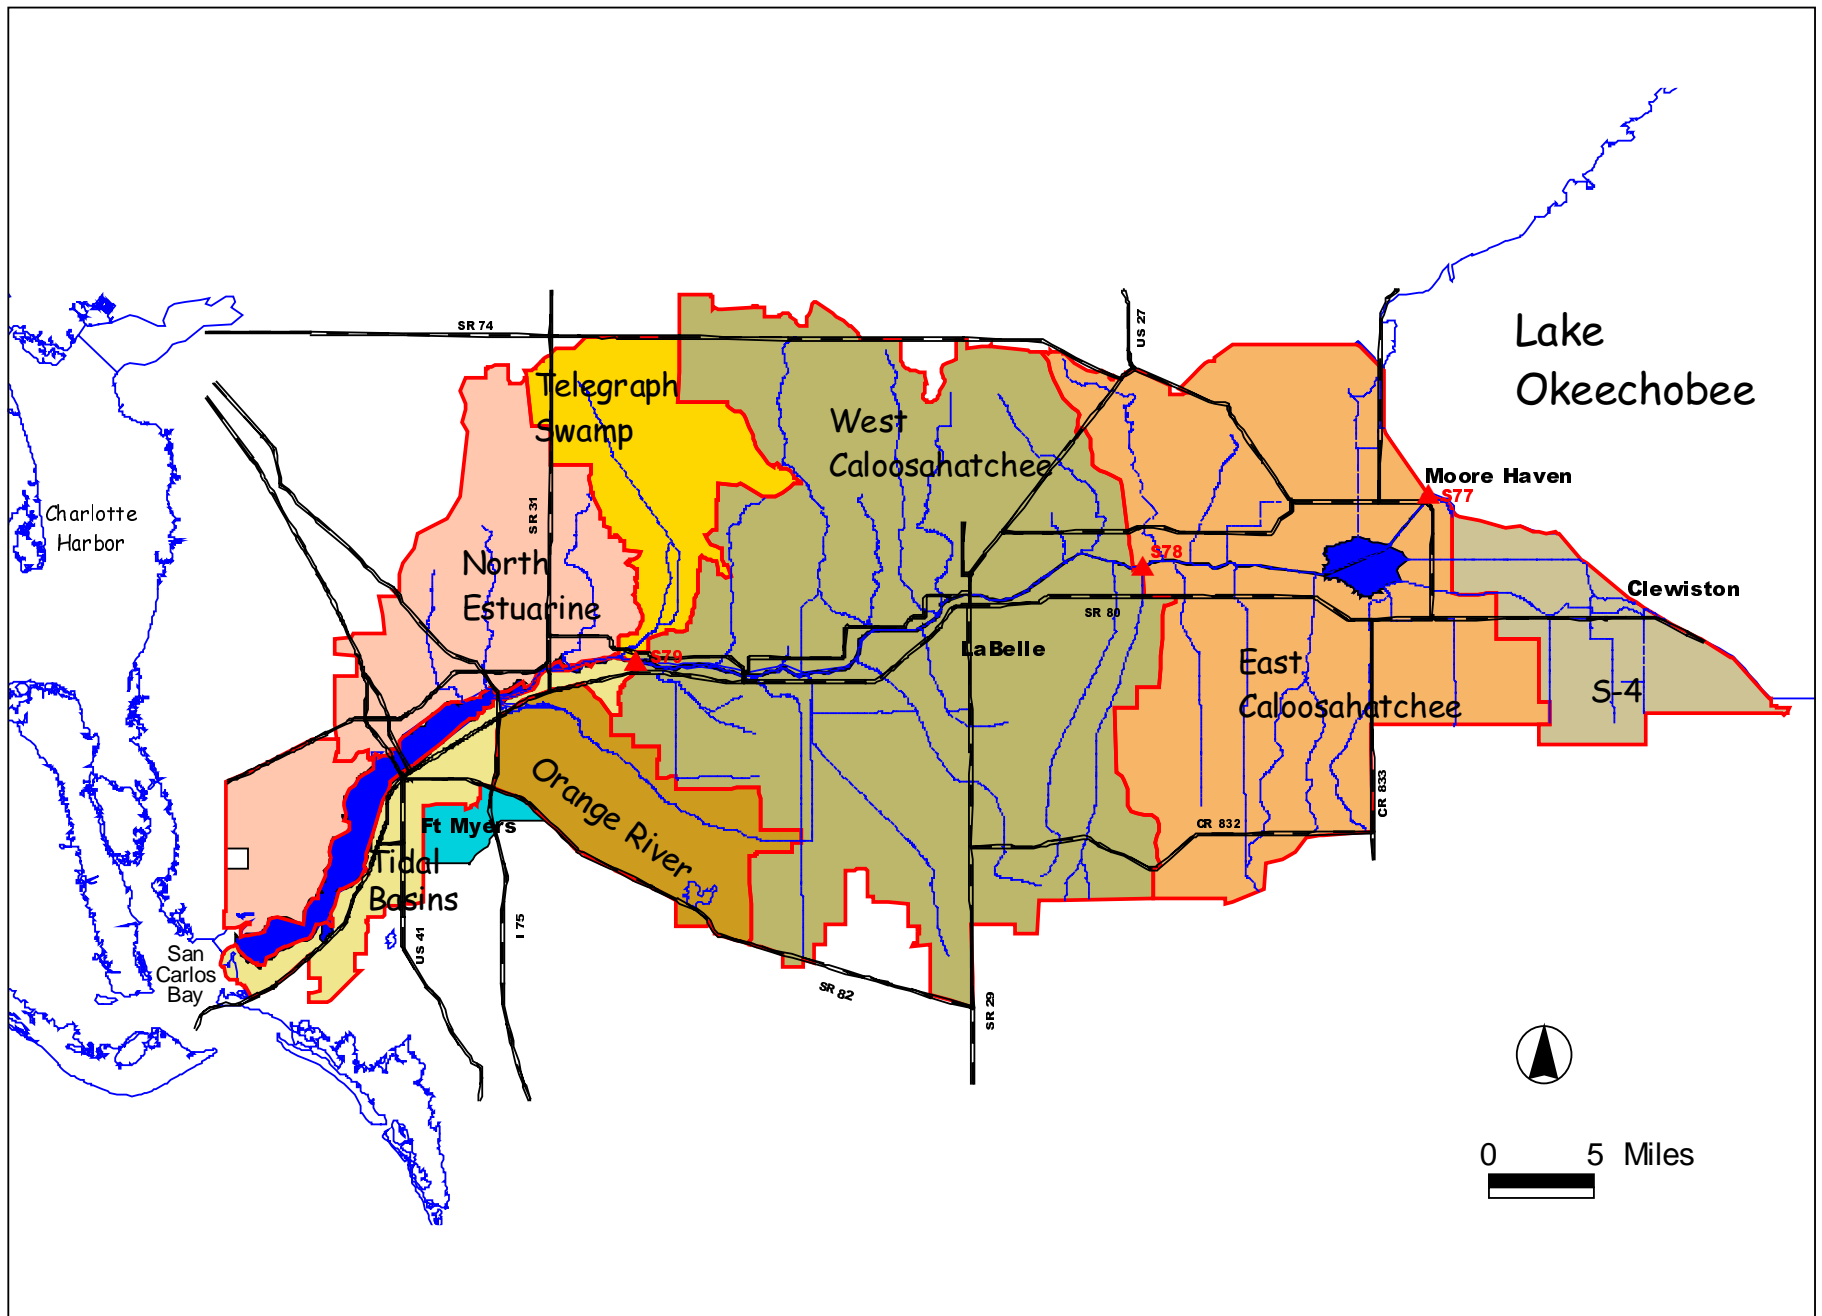 SR 74
US 27
Lake
Okeechobee
Telegraph
Swamp
West
Caloosahatchee
Moore Haven
S77
Charlotte
Harbor
SR 31
North
Estuarine
S78
Clewiston
SR 80
LaBelle
S79
East
Caloosahatchee
S-4
Orange River
CR 833
CR 832
Ft Myers
Tidal
Basins
US 41
I 75
San
Carlos
Bay
SR 82
SR 29
0 5 Miles